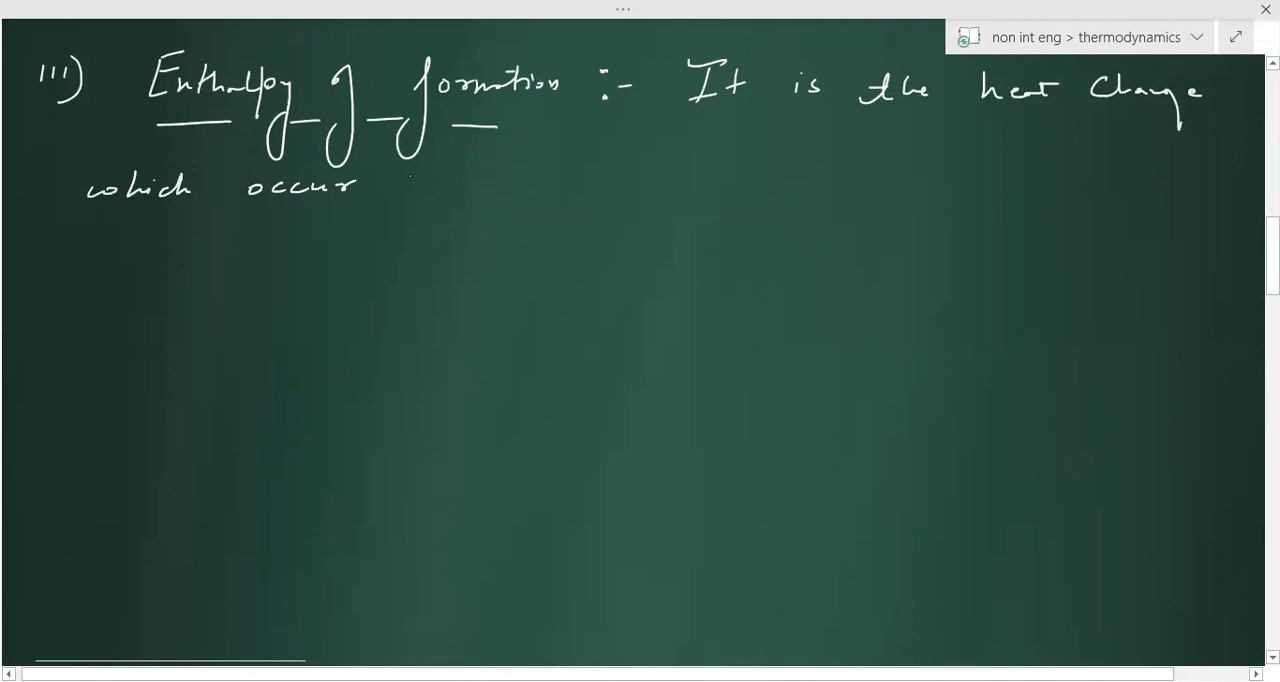 non int eng > thermodynamics
III) Enthalpy of formation :- It is the heat change
which occur